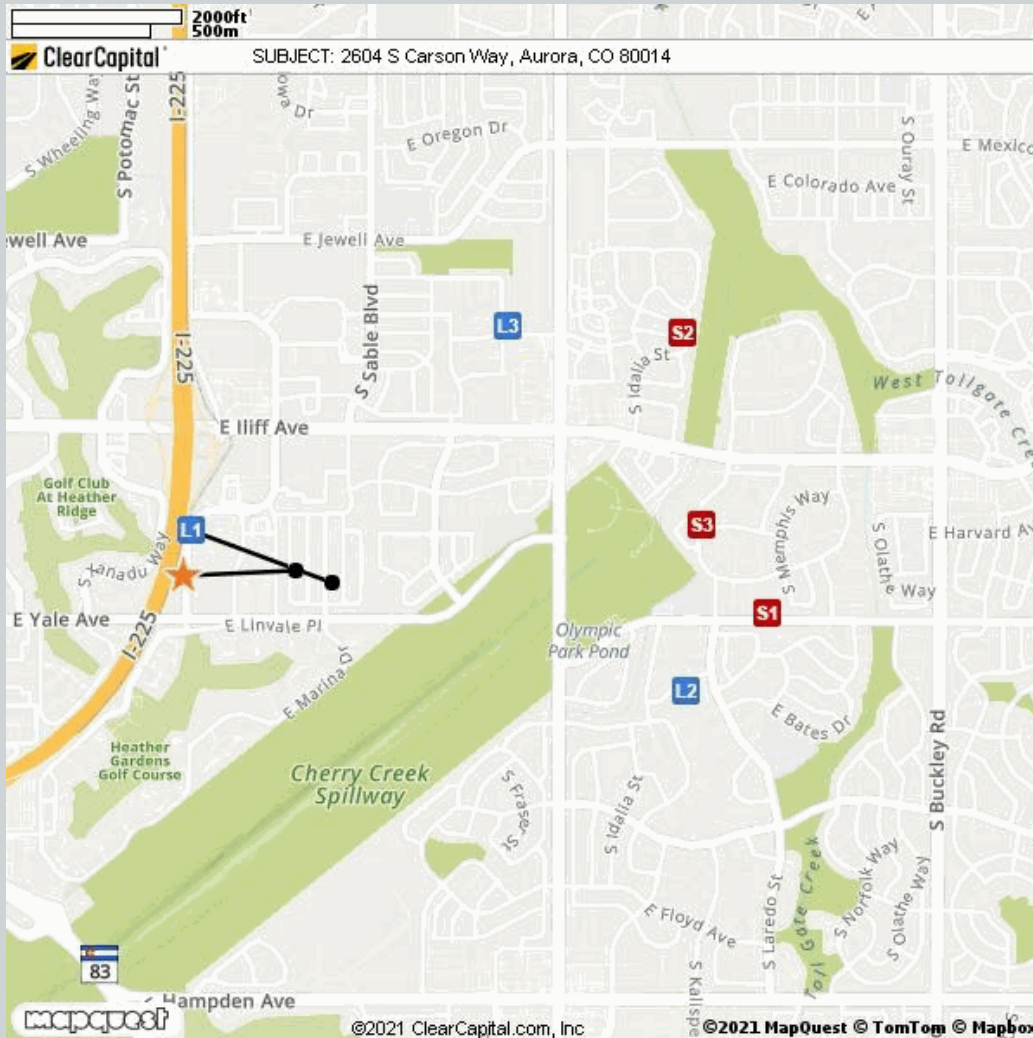 2000ft
500m
ClearCapital
SUBJECT: 2604 S Carson Way, Aurora, CO 80014
I-225
S Potomac St
S Wheeling Way
Dr
E Oregon Dr
S Ouray St
E Mexico
E Colorado Ave
ewell Ave
E Jewell Ave
S Sable Blvd
L3
S2
I-225
S Idalia St
West Tollgate Cre
E Iliff Ave
Golf Club
At Heather
Ridge
S Memphis Way
L1
S3
S Olathe Way
E Harvard Av
S Xanadu Way
E Yale Ave
I-225
E Linvale Pl
S1
Olympic
Park Pond
E Marina Dr
L2
E Bates Dr
Heather
Gardens
Golf Course
S Buckley Rd
Cherry Creek
Spillway
S Fraser St
S Idalia St
Toll Gate Creek
S Norfolk Way
S Olathe Way
E Floyd Ave
S Laredo St
83
S Kalispe
Hampden Ave
mapquest
©2021 ClearCapital.com, Inc
©2021 MapQuest © TomTom © Mapbox